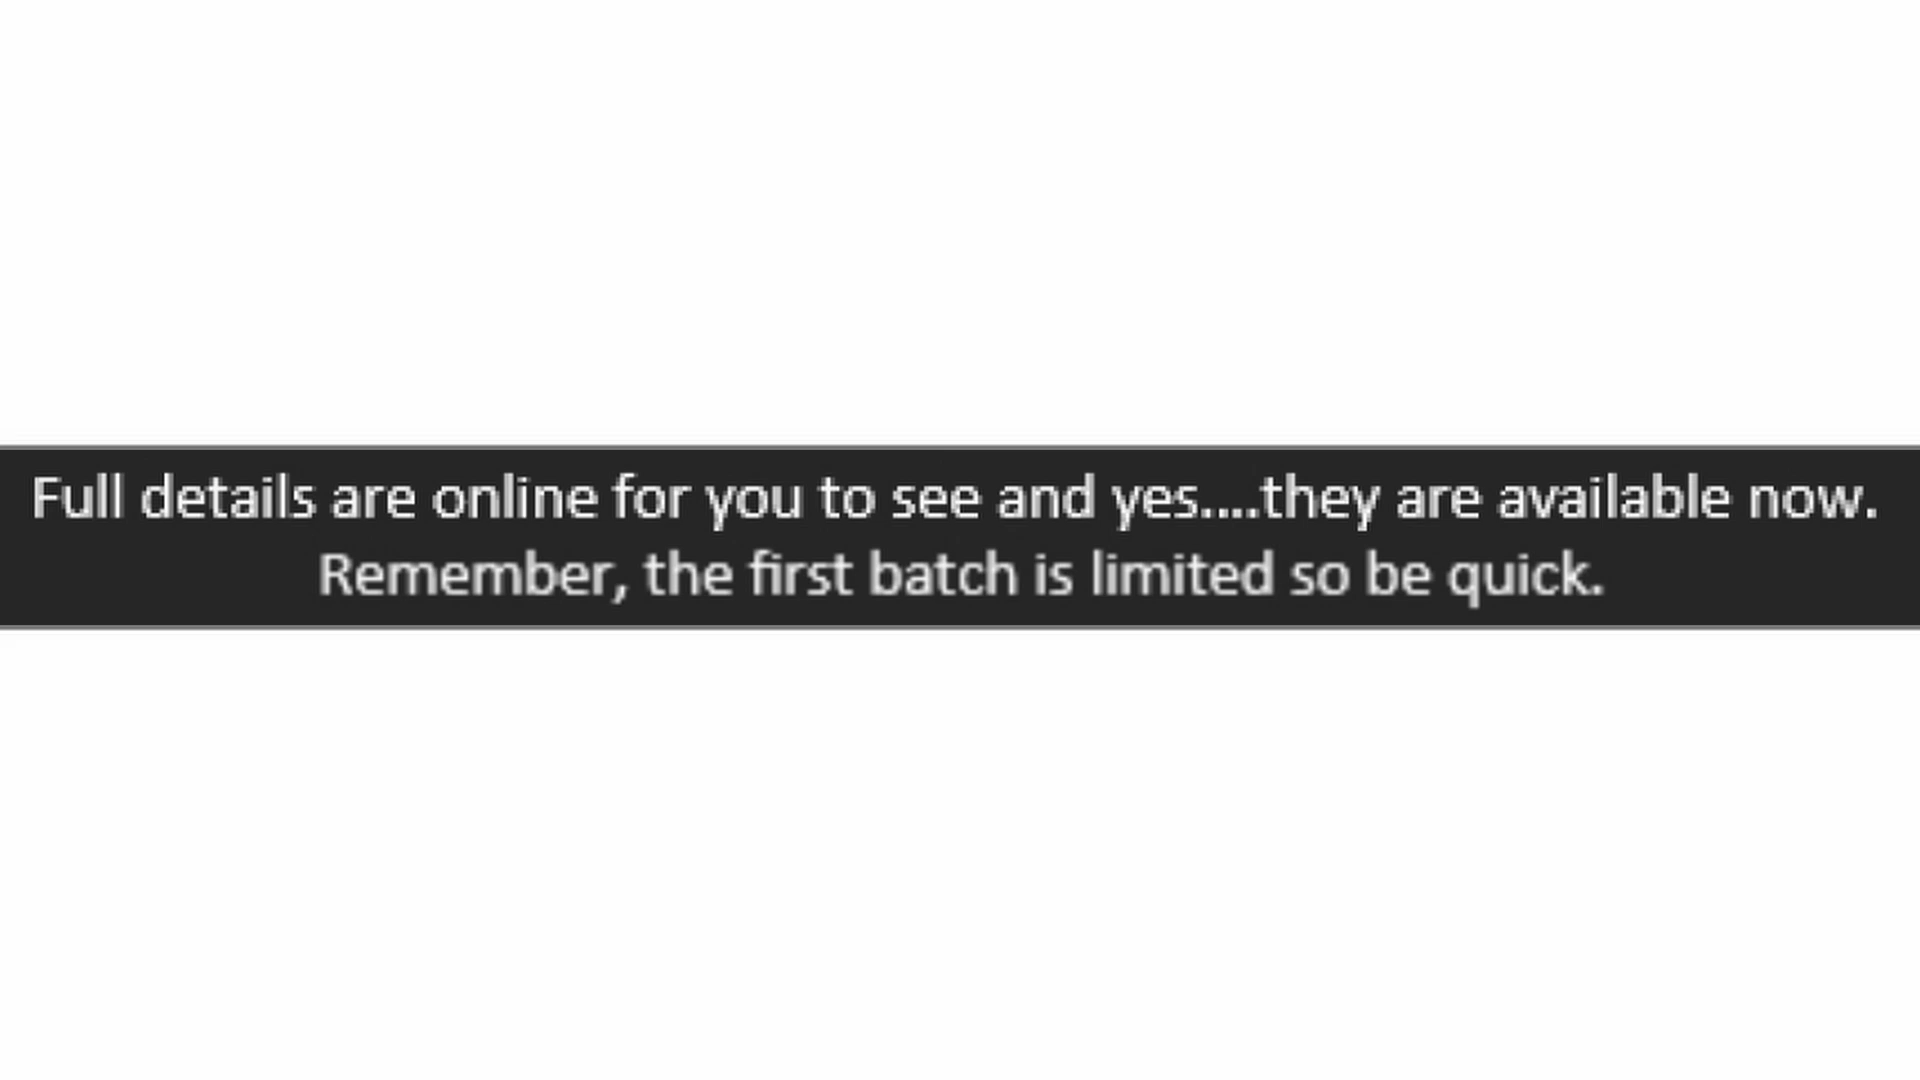 Full details are online for you to see and yes....they are available now.
Remember, the first batch is limited so be quick.